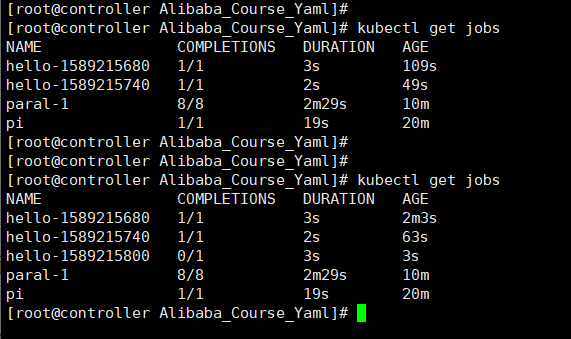 [root@controller Alibaba_Course_Yaml]#
[root@controller Alibaba_Course_Yaml]# kubectl get jobs
NAME               COMPLETIONS   DURATION   AGE
hello-1589215680   1/1           3s         109s
hello-1589215740   1/1           2s         49s
paral-1            8/8           2m29s      10m
pi                 1/1           19s        20m
[root@controller Alibaba_Course_Yaml]#
[root@controller Alibaba_Course_Yaml]#
[root@controller Alibaba_Course_Yaml]# kubectl get jobs
NAME               COMPLETIONS   DURATION   AGE
hello-1589215680   1/1           3s         2m3s
hello-1589215740   1/1           2s         63s
hello-1589215800   0/1           3s         3s
paral-1            8/8           2m29s      10m
pi                 1/1           19s        20m
[root@controller Alibaba_Course_Yaml]#